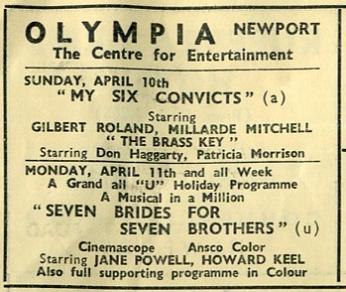 OLYMPIA NEWPORT
The Centre for Entertainment
SUNDAY, APRIL 10th
"MY SIX CONVICTS" (a)
Starring
GILBERT ROLAND, MILLARDE MITCHELL
"THE BRASS KEY"
Starring Don Haggarty, Patricia Morrison
MONDAY, APRIL 11th and all Week
A Grand all "U" Holiday Programme
A Musical in a Million
"SEVEN BRIDES FOR
SEVEN BROTHERS" (u)
Cinemascope Ansco Color
Starring JANE POWELL, HOWARD KEEL
Also full supporting programme in Colour